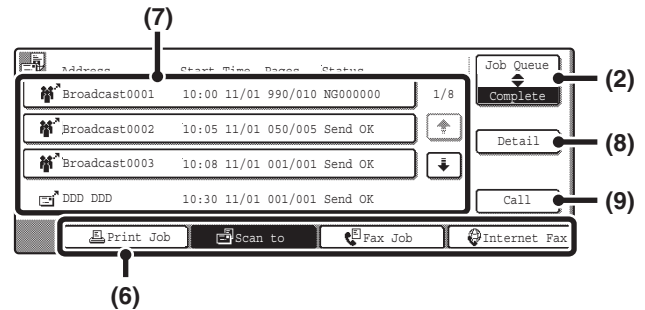 (7)
Address Start Time Pages Status
Job Queue
Complete
(2)
Broadcast0001 10:00 11/01 990/010 NG000000
1/8
Broadcast0002 10:05 11/01 050/005 Send OK
Detail
(8)
Broadcast0003 10:08 11/01 001/001 Send OK
DDD DDD 10:30 11/01 001/001 Send OK
Call
(9)
Print Job Scan to Fax Job Internet Fax
(6)